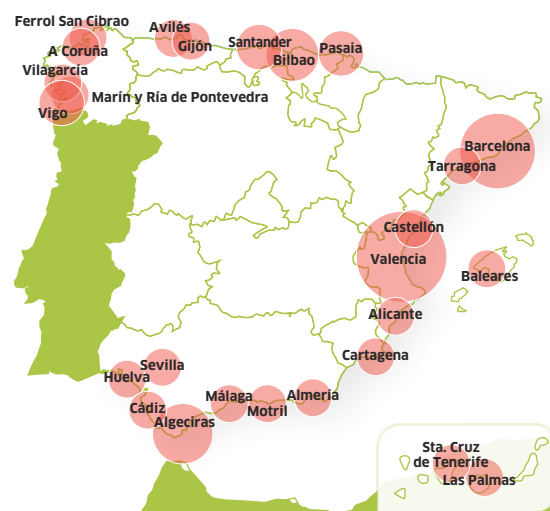 Ferrol San Cibrao
A Coruña
Avilés
Gijón
Santander
Bilbao
Pasaia
Vilagarcía
Marín y Ría de Pontevedra
Vigo
Barcelona
Tarragona
Castellón
Valencia
Baleares
Alicante
Cartagena
Sevilla
Huelva
Cádiz
Algeciras
Málaga
Motril
Almería
Sta. Cruz
de Tenerife
Las Palmas